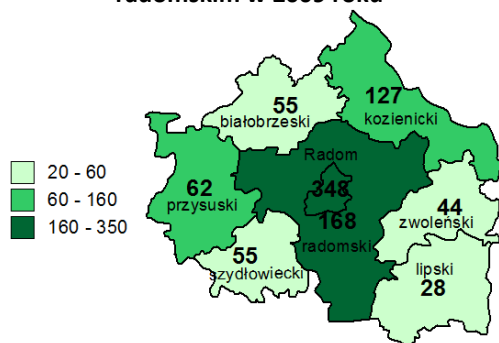 radomskim w 2009 roku
55
białobrzeski
127
kozienicki
Radom
348
62
przysuski
168
radomski
44
zwoleński
55
szydłowiecki
lipski
28
20 - 60
60 - 160
160 - 350